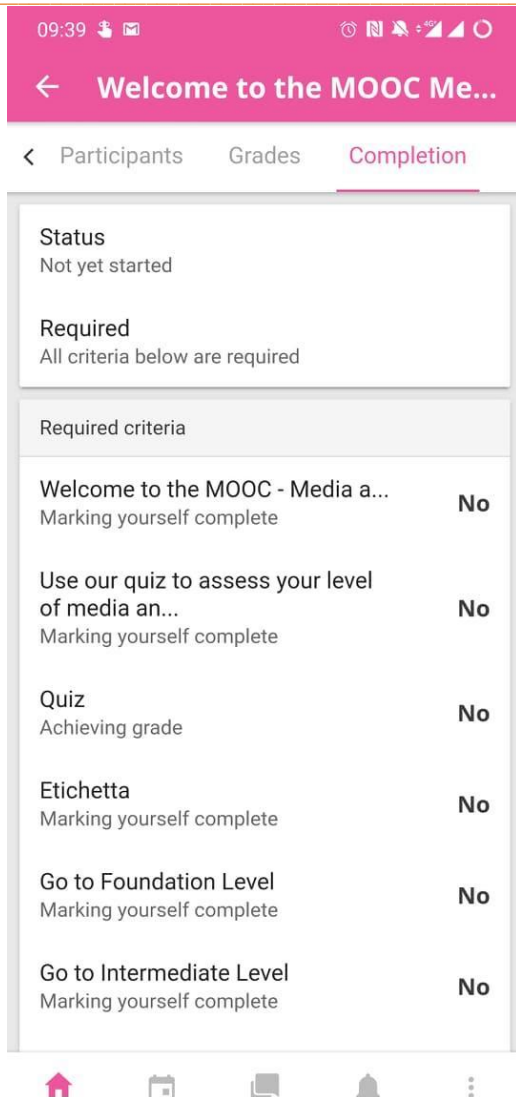 09:39
4G+
Welcome to the MOOC Me...
Participants Grades Completion
Status
Not yet started
Required
All criteria below are required
Required criteria
Welcome to the MOOC - Media a... No
Marking yourself complete
Use our quiz to assess your level
of media an... No
Marking yourself complete
Quiz No
Achieving grade
Etichetta No
Marking yourself complete
Go to Foundation Level No
Marking yourself complete
Go to Intermediate Level No
Marking yourself complete